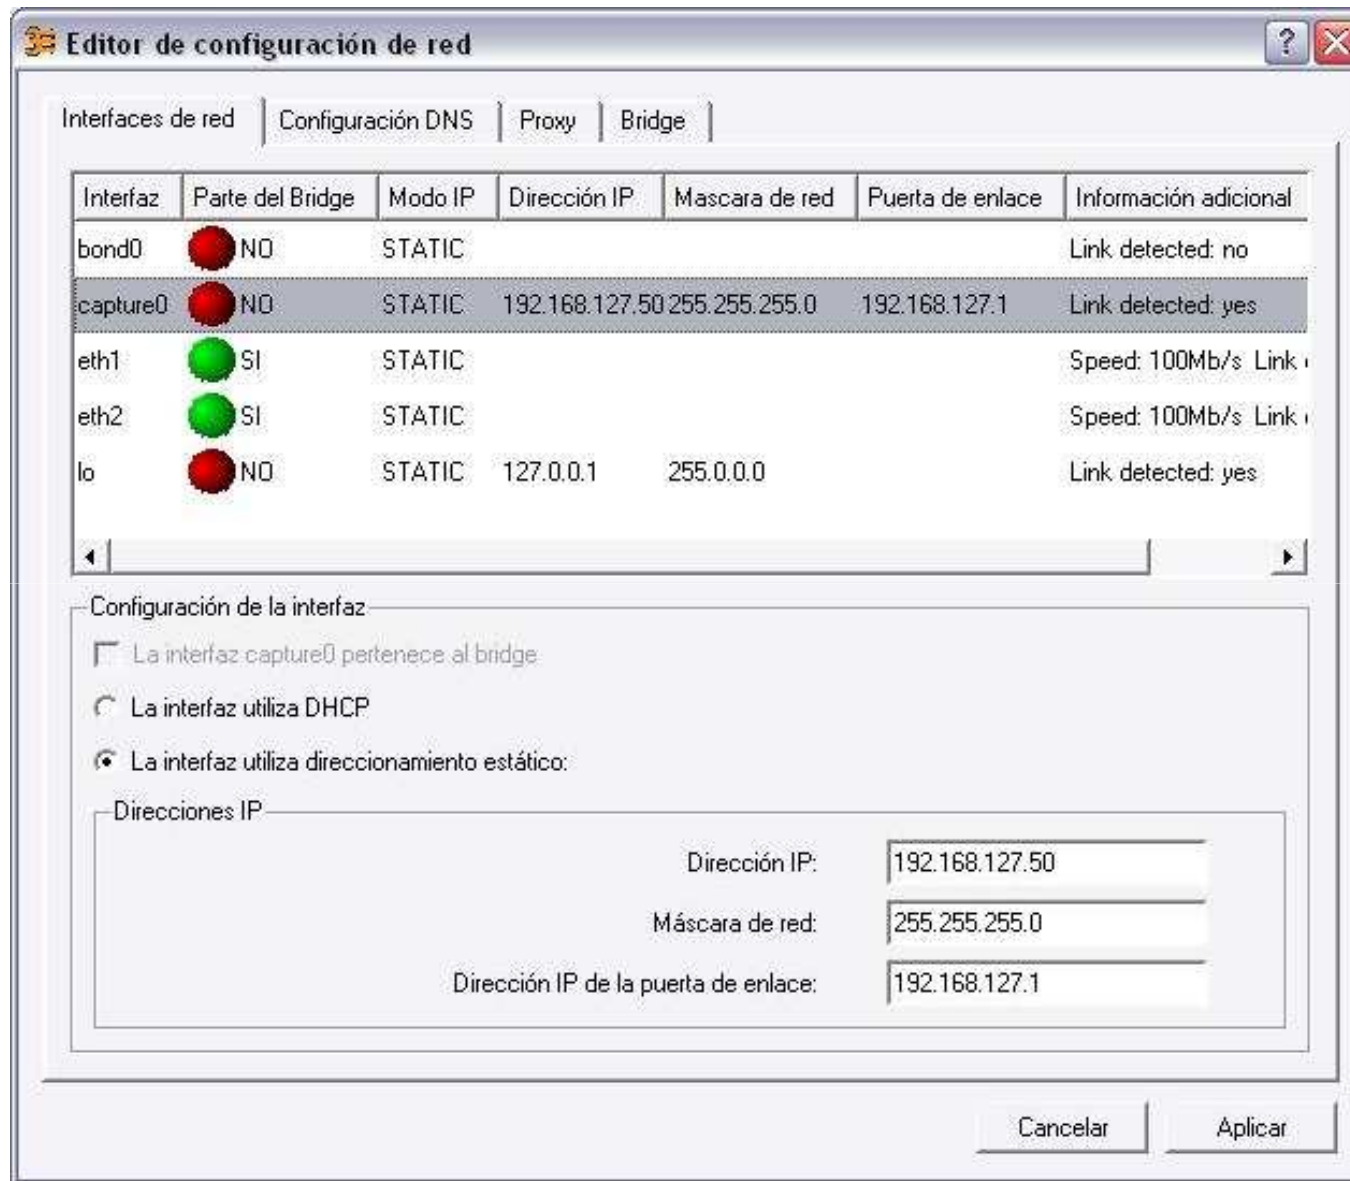 Editor de configuración de red
Interfaces de red Configuración DNS Proxy Bridge
Interfaz Parte del Bridge Modo IP Dirección IP Mascara de red Puerta de enlace Información adicional
bond0 NO STATIC Link detected: no
capture0 NO STATIC 192.168.127.50 255.255.255.0 192.168.127.1 Link detected: yes
eth1 SI STATIC Speed: 100Mb/s Link
eth2 SI STATIC Speed: 100Mb/s Link
lo NO STATIC 127.0.0.1 255.0.0.0 Link detected: yes
Configuración de la interfaz
La interfaz capture0 pertenece al bridge
La interfaz utiliza DHCP
La interfaz utiliza direccionamiento estático:
Direcciones IP
Dirección IP: 192.168.127.50
Máscara de red: 255.255.255.0
Dirección IP de la puerta de enlace: 192.168.127.1
Cancelar Aplicar